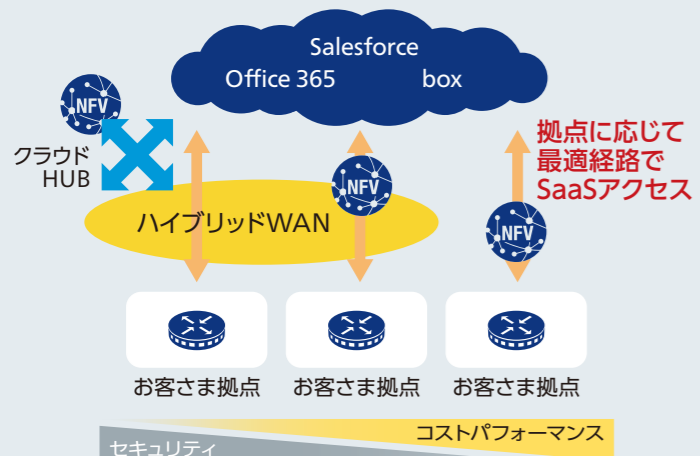 Salesforce
Office 365 box
NFV
クラウド
HUB
拠点に応じて
最適経路で
SaaSアクセス
NFV
ハイブリッドWAN
NFV
お客さま拠点 お客さま拠点 お客さま拠点
コストパフォーマンス
セキュリティ